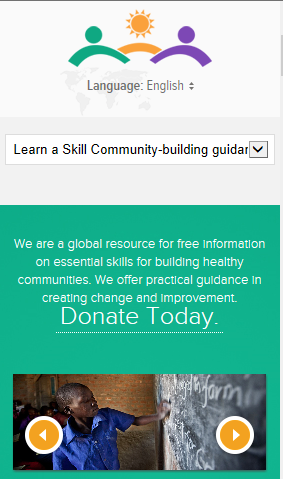 Language: English
Learn a Skill Community-building guidan
We are a global resource for free information
on essential skills for building healthy
communities. We offer practical guidance in
creating change and improvement.
Donate Today.